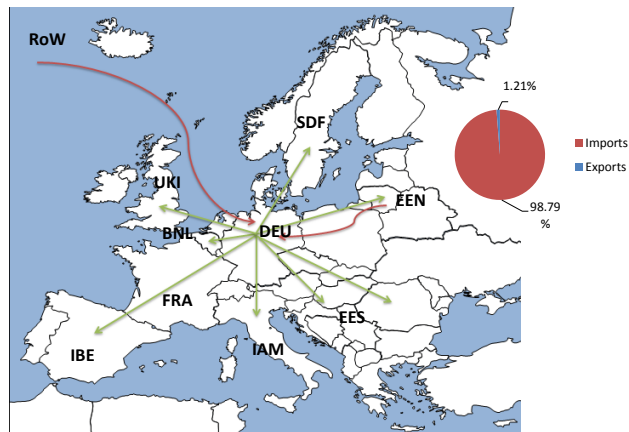 RoW
1.21%
SDF
Imports
Exports
UKI
EEN
98.79
%
BNL
DEU
FRA
EES
IBE
IAM